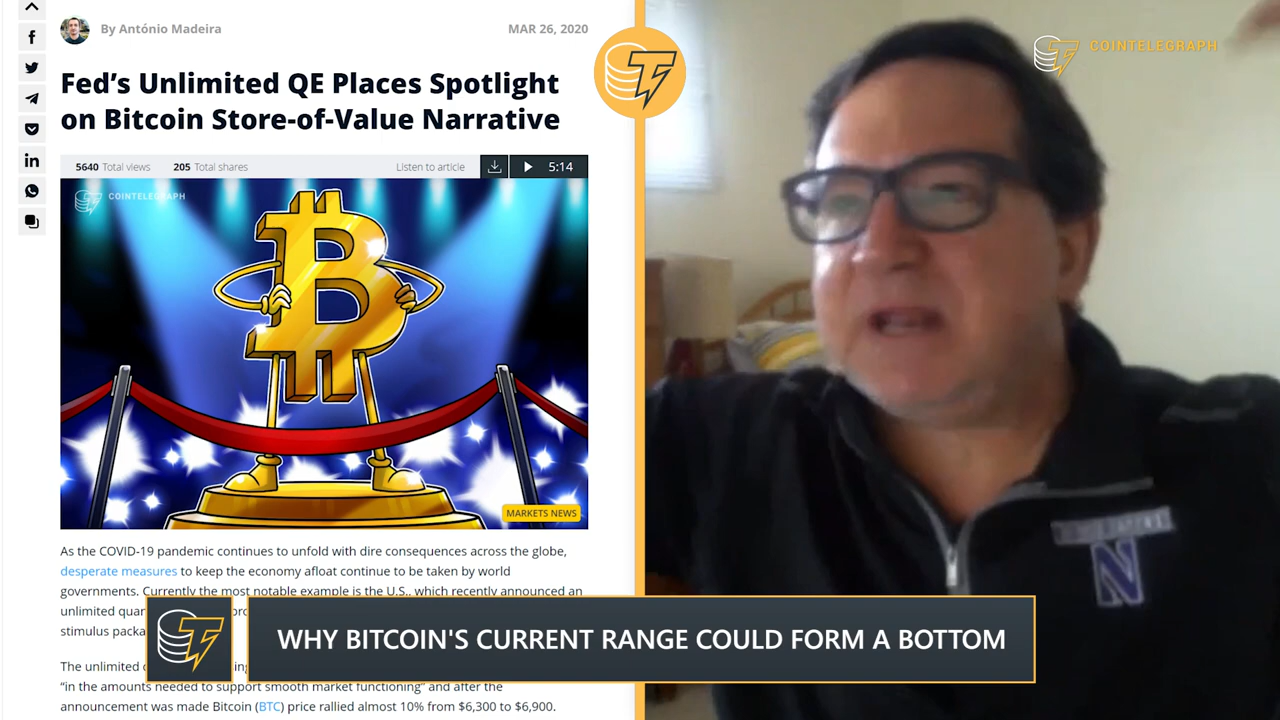 By António Madeira
MAR 26, 2020
Fed's Unlimited QE Places Spotlight
on Bitcoin Store-of-Value Narrative
5640 Total views 205 Total shares
Listen to article
5:14
COINTELEGRAPH
MARKETS NEWS
As the COVID-19 pandemic continues to unfold with dire consequences across the globe,
desperate measures to keep the economy afloat continue to be taken by world
governments. Currently the most notable example is the U.S., which recently announced an
unlimited
stimulus
The unlimited
"in the amounts needed to support smooth market functioning" and after the
announcement was made Bitcoin (BTC) price rallied almost 10% from $6,300 to $6,900.
COINTELEGRAPH
N
WHY BITCOIN'S CURRENT RANGE COULD FORM A BOTTOM